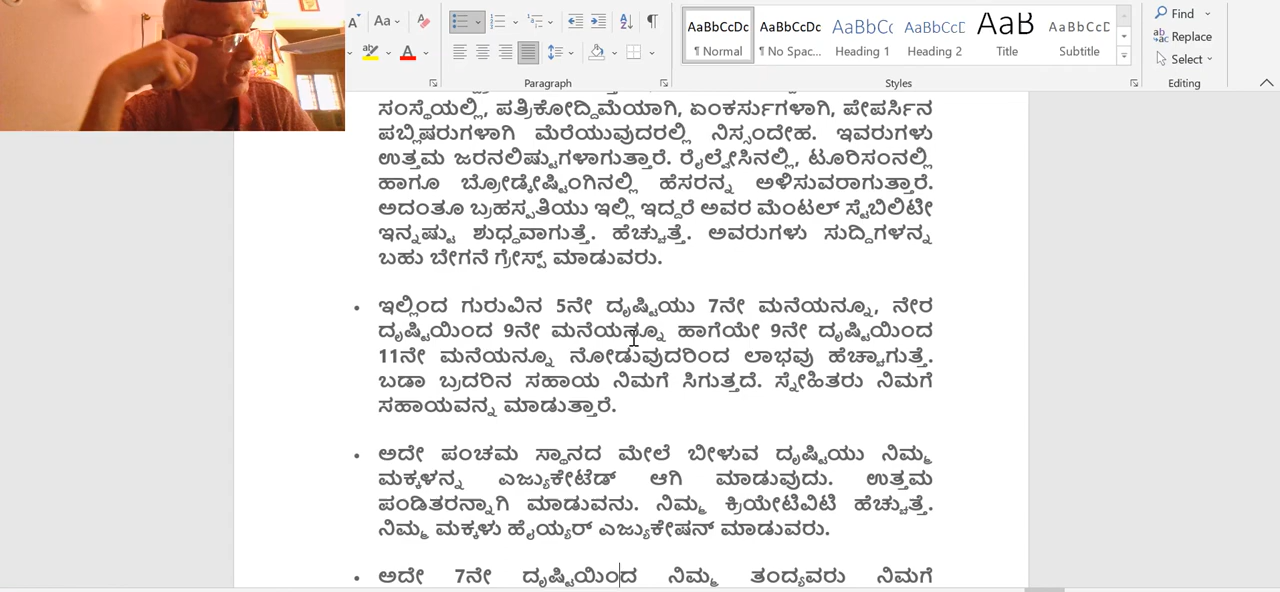 Aa
Find
Replace
Select
AaBbCcDc
AaBbCcDc
AaBbCc
AaBbCcD
AaB
AaBbCcD
¶ Normal
¶ No Spac...
Heading 1
Heading 2
Title
Subtitle
Paragraph
Styles
Editing
ಸಂಸ್ಥೆಯಲ್ಲಿ, ಪತ್ರಿಕೋದ್ದಿಮೆಯಾಗಿ, ಏಂಕರ್ಸುಗಳಾಗಿ, ಪೇಪರ್ಸಿನ
ಪಬ್ಲಿಷರುಗಳಾಗಿ ಮೆರೆಯುವುದರಲ್ಲಿ ನಿಸ್ಸಂದೇಹ. ಇವರುಗಳು
ಉತ್ತಮ ಜರನಲಿಷ್ಟುಗಳಾಗುತ್ತಾರೆ. ರೈಲ್ವೇಸಿನಲ್ಲಿ, ಟೂರಿಸಂನಲ್ಲಿ
ಹಾಗೂ ಬ್ರೋಡ್ಕೇಷ್ಟಿಂಗಿನಲ್ಲಿ ಹೆಸರನ್ನ ಅಳಿಸುವರಾಗುತ್ತಾರೆ.
ಅದಂತೂ ಬ್ರಹಸ್ಪತಿಯು ಇಲ್ಲಿ ಇದ್ದರೆ ಅವರ ಮೆಂಟಲ್ ಸ್ಟೆಬಿಲಿಟೀ
ಇನ್ನಷ್ಟು ಶುಧ್ಧವಾಗುತ್ತೆ. ಹೆಚ್ಚುತ್ತೆ. ಅವರುಗಳು ಸುದ್ದಿಗಳನ್ನ
ಬಹು ಬೇಗನೆ ಗ್ರೇಸ್ಪ್ ಮಾಡುವರು.
• ಇಲ್ಲಿಂದ ಗುರುವಿನ 5ನೇ ದೃಷ್ಟಿಯು 7ನೇ ಮನೆಯನ್ನೂ, ನೇರ
ದೃಷ್ಟಿಯಿಂದ 9ನೇ ಮನೆಯನ್ನೂ ಹಾಗೆಯೇ 9ನೇ ದೃಷ್ಟಿಯಿಂದ
11ನೇ ಮನೆಯನ್ನೂ ನೋಡುವುದರಿಂದ ಲಾಭವು ಹೆಚ್ಚಾಗುತ್ತೆ.
ಬಡಾ ಬ್ರದರಿನ ಸಹಾಯ ನಿಮಗೆ ಸಿಗುತ್ತದೆ. ಸ್ನೇಹಿತರು ನಿಮಗೆ
ಸಹಾಯವನ್ನ ಮಾಡುತ್ತಾರೆ.
• ಅದೇ ಪಂಚಮ ಸ್ಥಾನದ ಮೇಲೆ ಬೀಳುವ ದೃಷ್ಟಿಯು ನಿಮ್ಮ
ಮಕ್ಕಳನ್ನ ಎಜ್ಯುಕೇಟೆಡ್ ಆಗಿ ಮಾಡುವುದು. ಉತ್ತಮ
ಪಂಡಿತರನ್ನಾಗಿ ಮಾಡುವನು. ನಿಮ್ಮ ಕ್ರಿಯೇಟಿವಿಟಿ ಹೆಚ್ಚುತ್ತೆ.
ನಿಮ್ಮ ಮಕ್ಕಳು ಹೈಯ್ಯರ್ ಎಜ್ಯುಕೇಷನ್ ಮಾಡುವರು.
• ಅದೇ 7ನೇ ದೃಷ್ಟಿಯಿಂದ ನಿಮ್ಮ ತಂದ್ಯವರು ನಿಮಗೆ